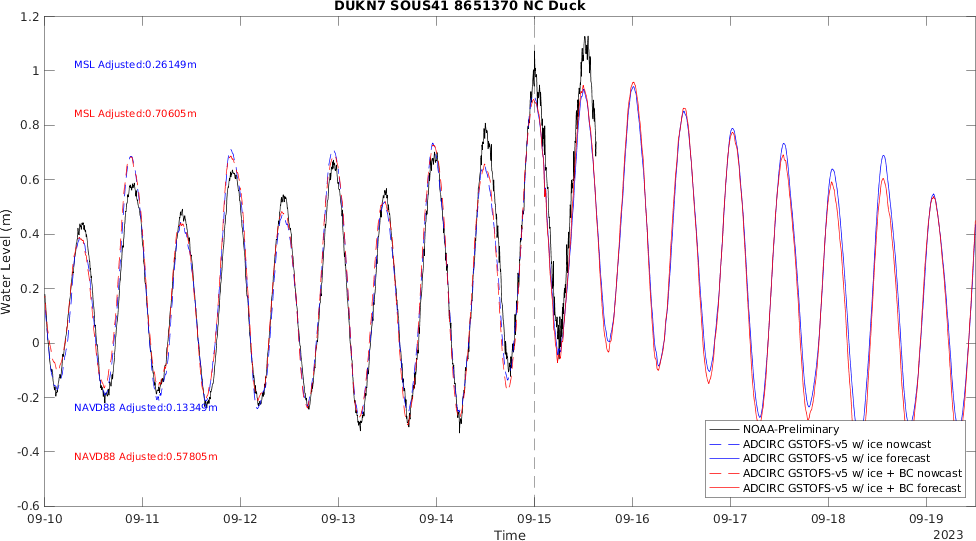 DUKN7 SOUS41 8651370 NC Duck
1.2
1
0.8
0.6
0.4
0.2
0
-0.2
-0.4
-0.6
Water Level (m)
MSL Adjusted:0.26149m
MSL Adjusted:0.70605m
NAVD88 Adjusted:0.13349m
NAVD88 Adjusted:0.57805m
NOAA-Preliminary
ADCIRC GSTOFS-v5 w/ ice nowcast
ADCIRC GSTOFS-v5 w/ ice forecast
ADCIRC GSTOFS-v5 w/ ice + BC nowcast
ADCIRC GSTOFS-v5 w/ ice + BC forecast
09-10 09-11 09-12 09-13 09-14 09-15 09-16 09-17 09-18 09-19
Time
2023